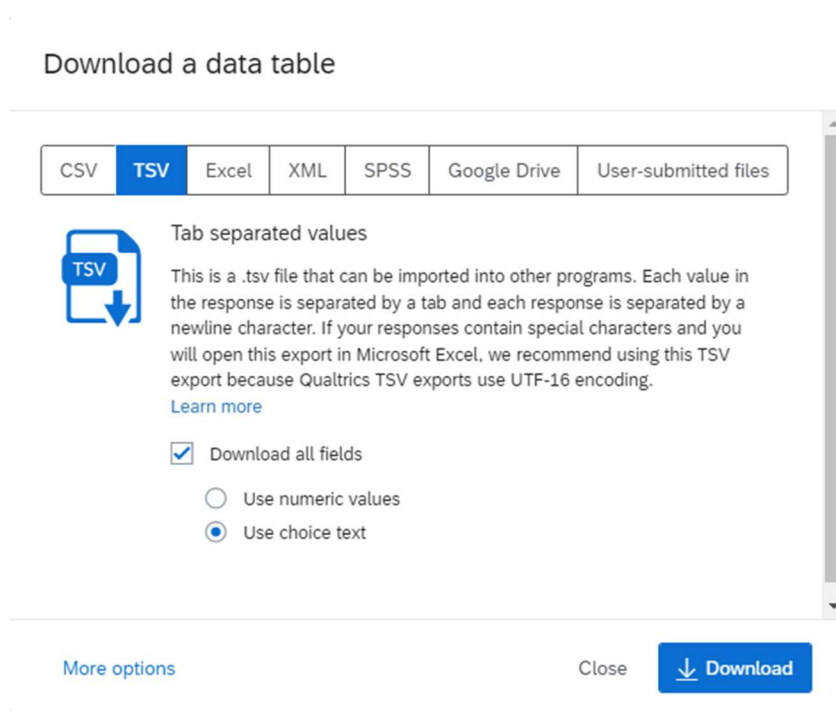 Download a data table
CSV TSV Excel XML SPSS Google Drive User-submitted files
Tab separated values
TSV
This is a .tsv file that can be imported into other programs. Each value in
the response is separated by a tab and each response is separated by a
newline character. If your responses contain special characters and you
will open this export in Microsoft Excel, we recommend using this TSV
export because Qualtrics TSV exports use UTF-16 encoding.
Learn more
Download all fields
Use numeric values
Use choice text
More options Close Download